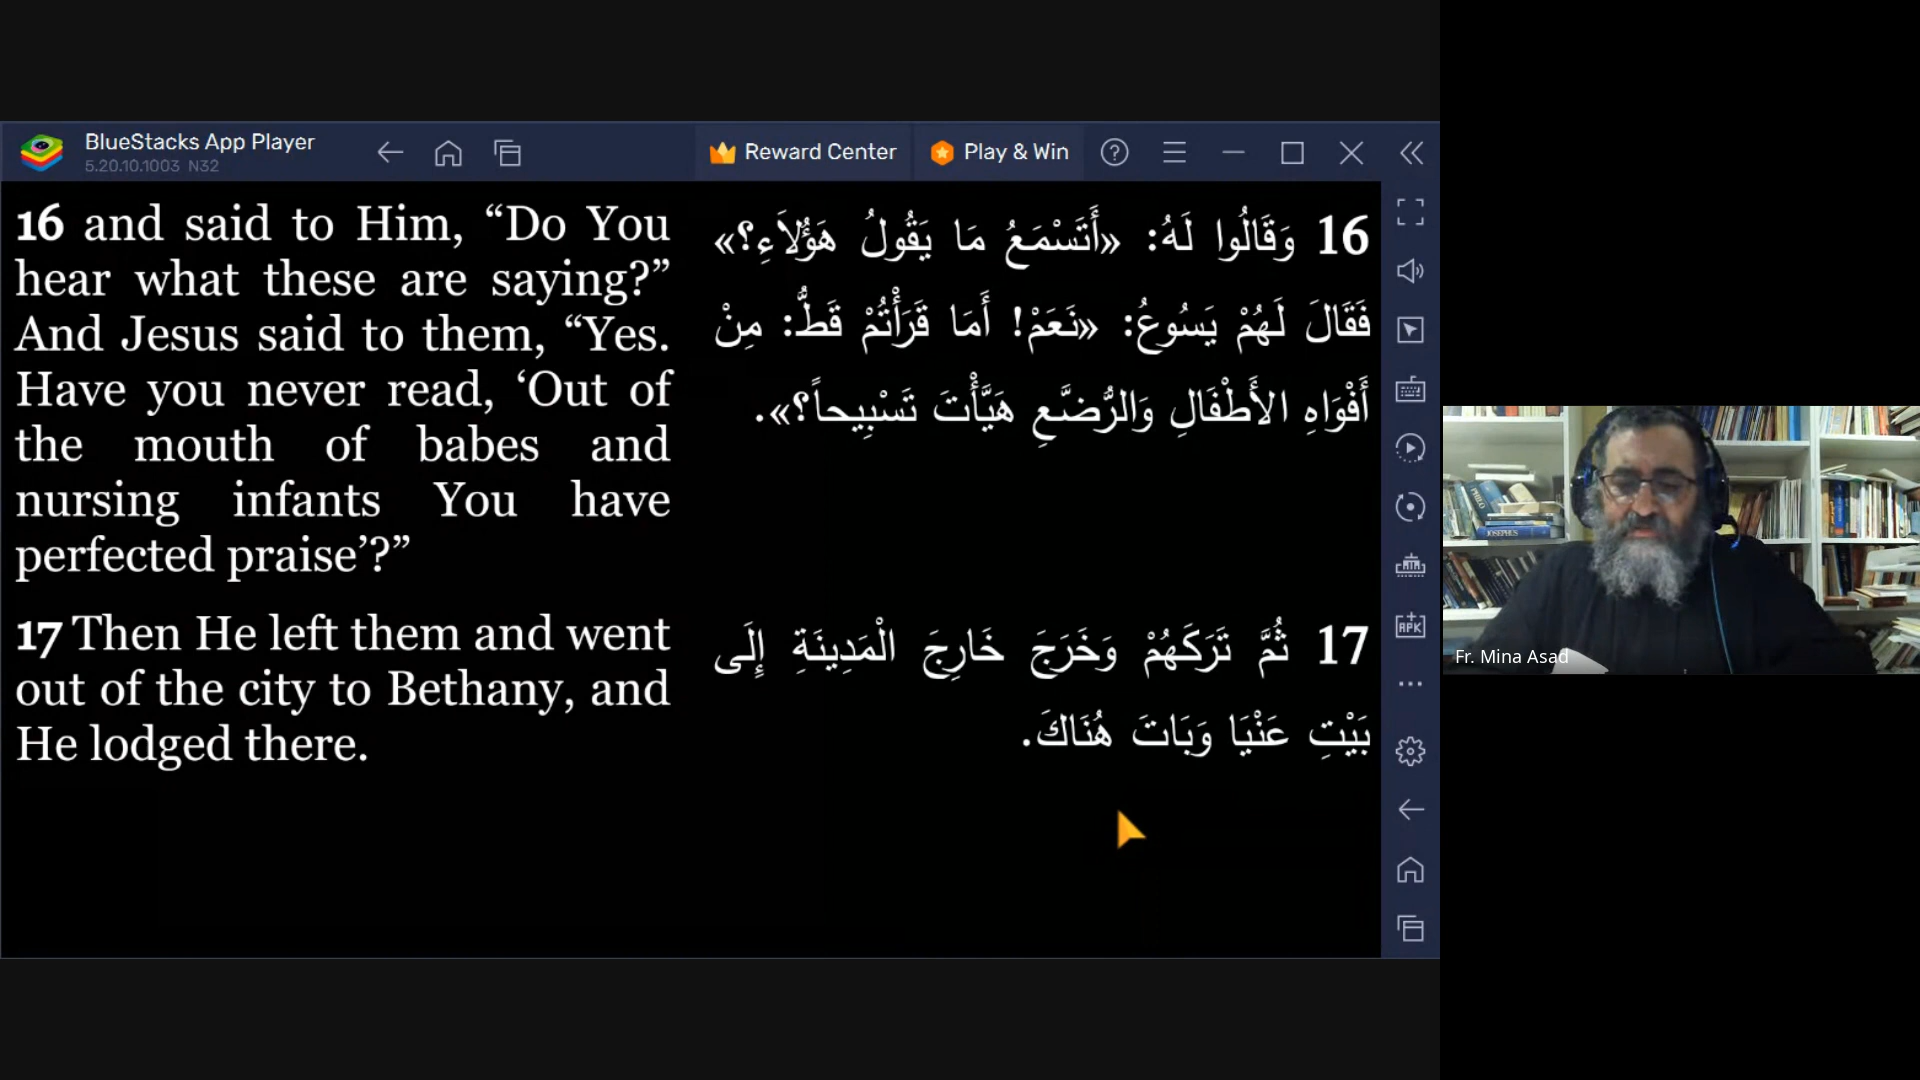 BlueStacks App Player
5.20.10.1003 N32
Reward Center
Play & Win
16 and said to Him, “Do You
hear what these are saying?”
And Jesus said to them, “Yes.
Have you never read, ‘Out of
the mouth of babes and
nursing infants You have
perfected praise’?”
17 Then He left them and went
out of the city to Bethany, and
He lodged there.
16 وَقَالُوا لَهُ: «أَتَسْمَعُ مَا يَقُولُ هَؤُلاَءِ؟»
فَقَالَ لَهُمْ يَسُوعُ: «نَعَمْ! أَمَا قَرَأْتُمْ قَطُّ: مِنْ
أَفْوَاهِ الأَطْفَالِ وَالرُّضَّعِ هَيَّأْتَ تَسْبِيحاً؟».
17 ثُمَّ تَرَكَهُمْ وَخَرَجَ خَارِجَ الْمَدِينَةِ إِلَى
بَيْتِ عَنْيَا وَبَاتَ هُنَاكَ.
APK
PHILO
JOSEPHUS
Fr. Mina Asad